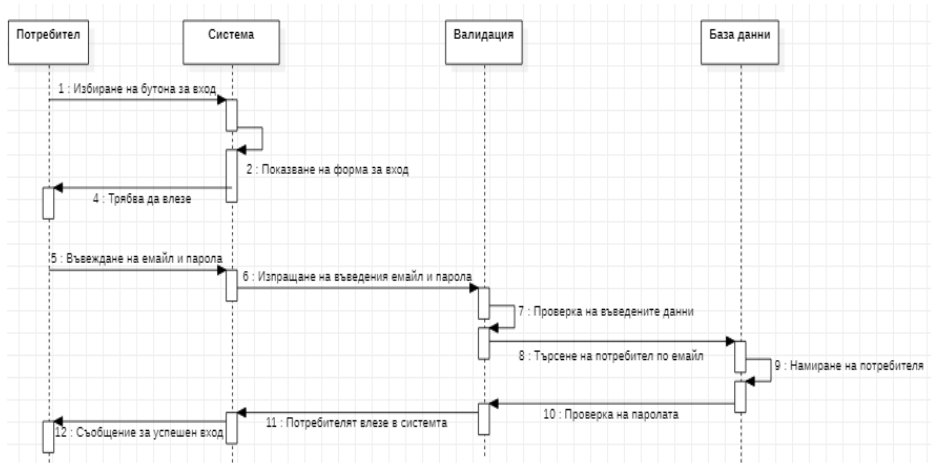 Потребител
Система
Валидация
База данни
1 : Избиране на бутона за вход
2 : Показване на форма за вход
4 : Трябва да влезе
5 : Въвеждане на емайл и парола
6 : Изпращане на въведения емайл и парола
7 : Проверка на въведените данни
8 : Търсене на потребител по емайл
9 : Намиране на потребителя
10 : Проверка на паролата
11 : Потребителят влезе в системта
12 : Съобщение за успешен вход